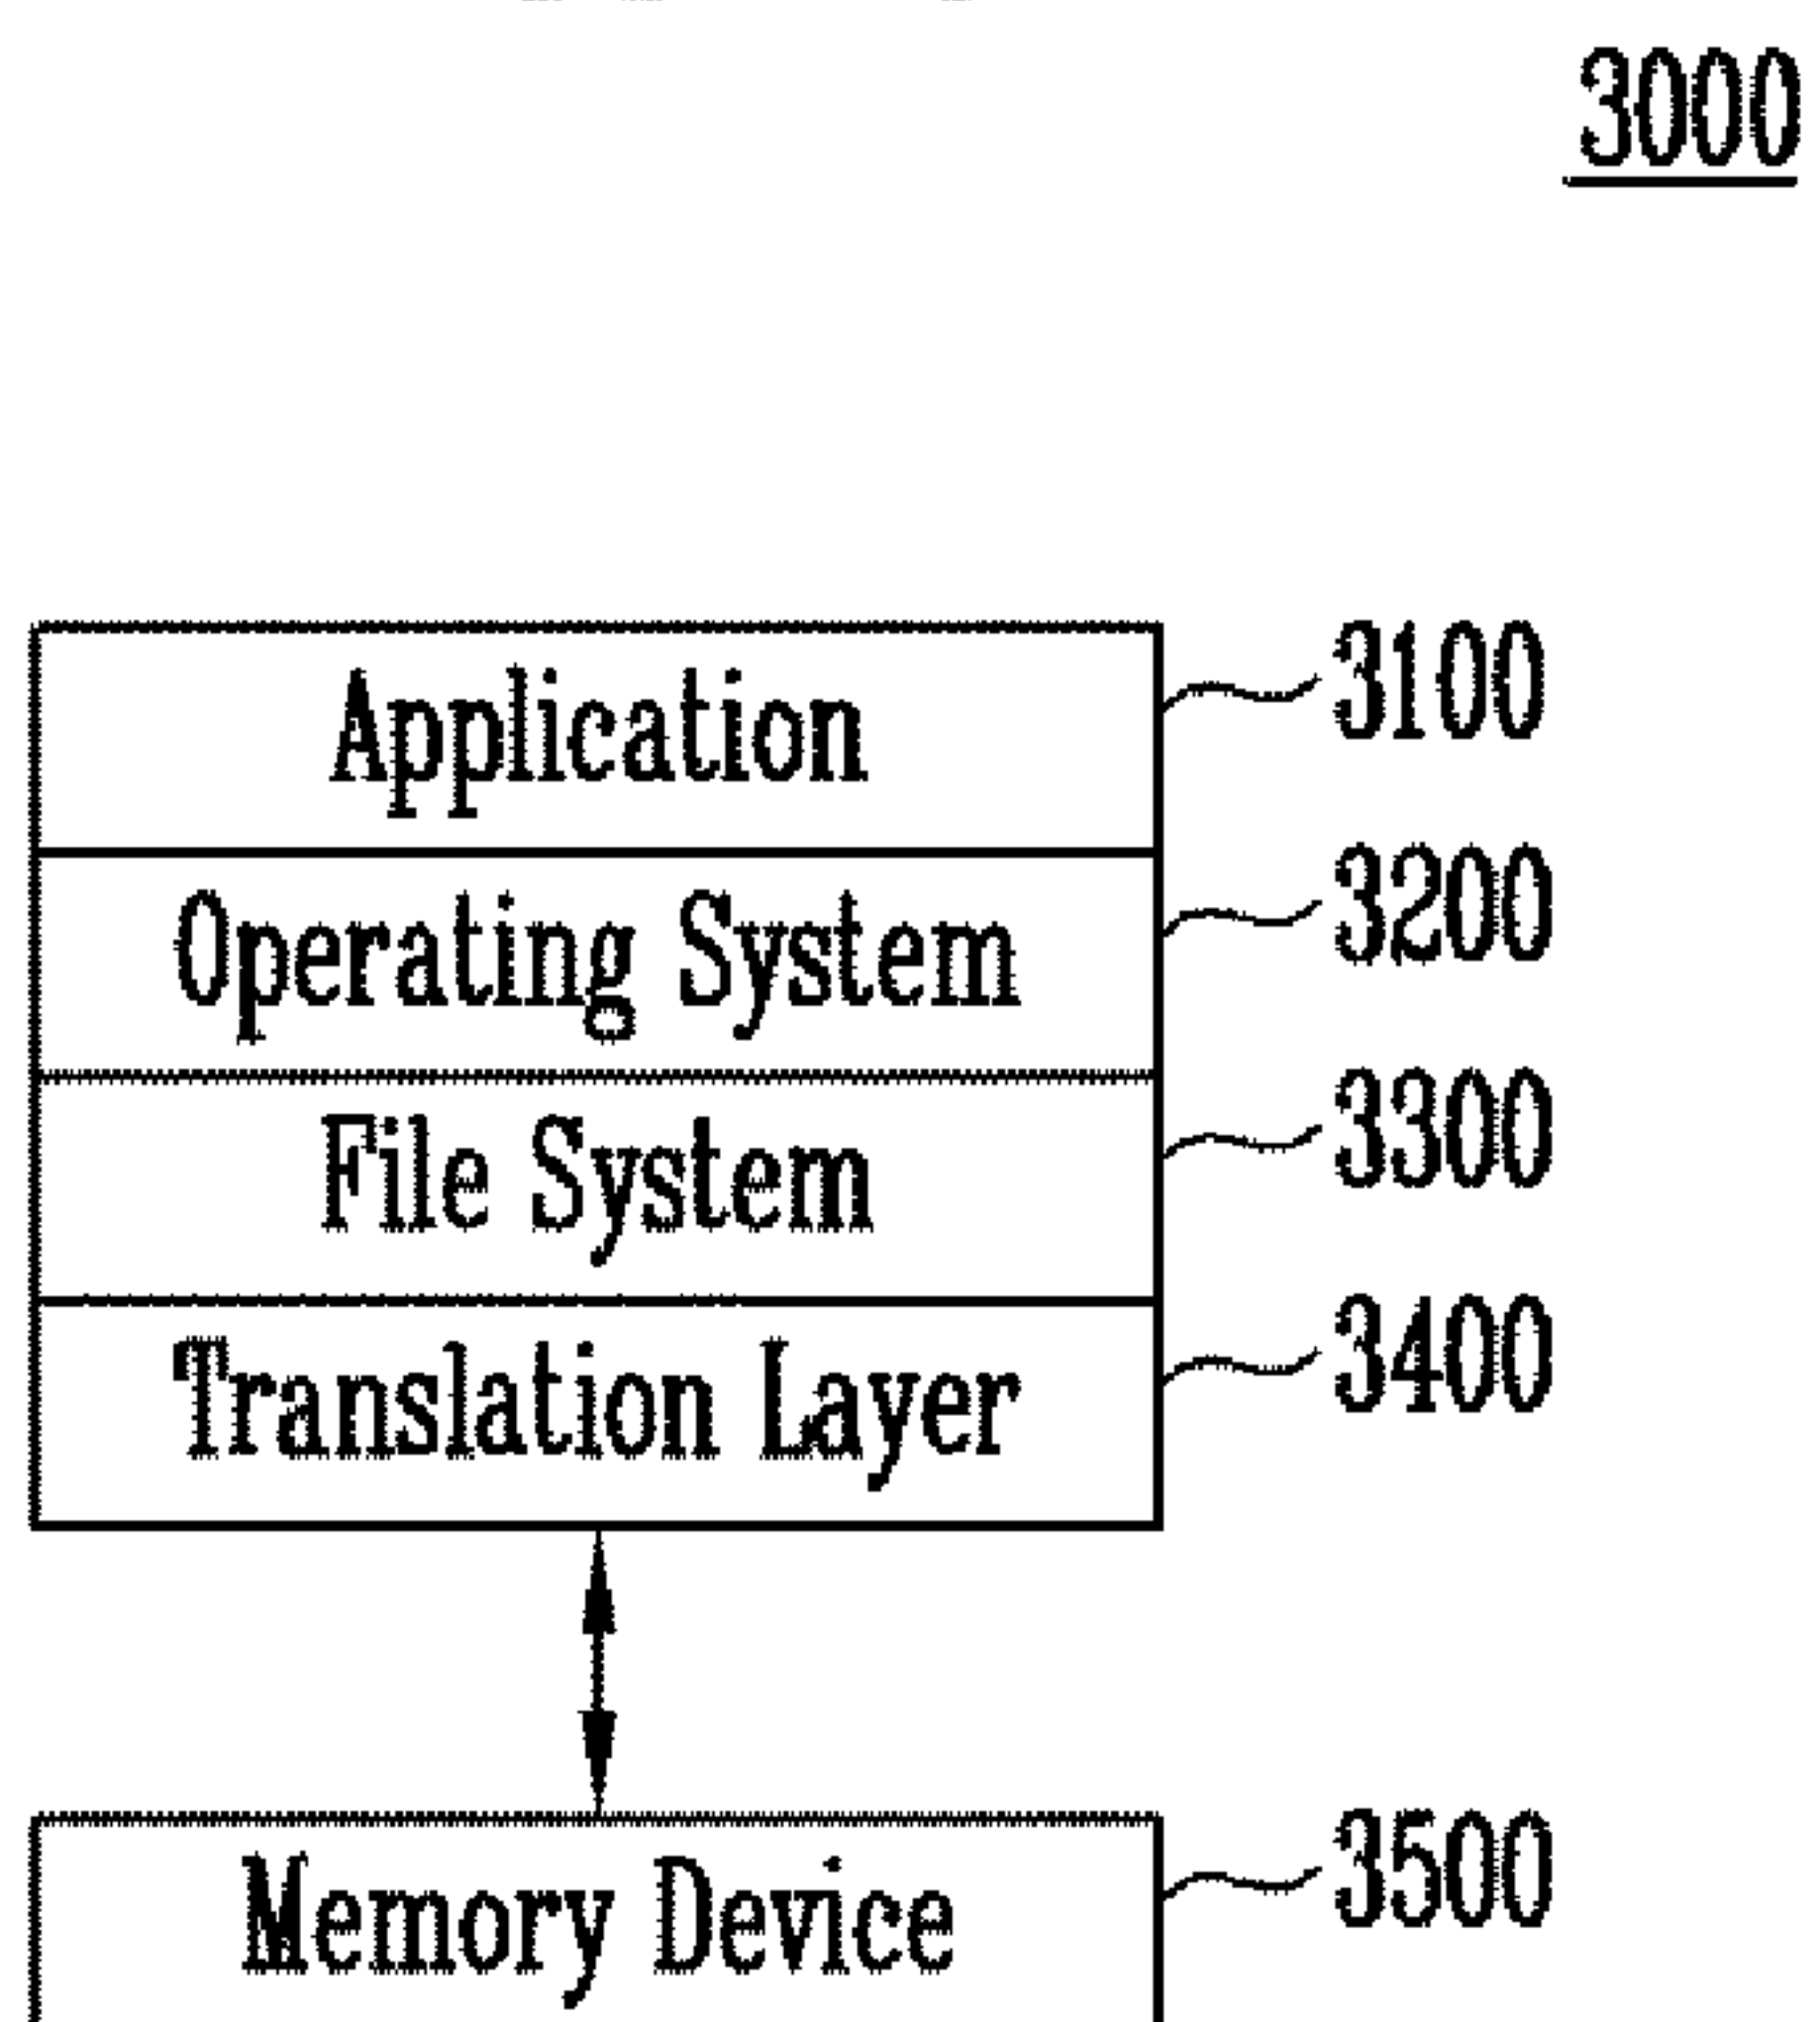 3000
Application 3100
Operating System 3200
File System 3300
Translation Layer 3400
Memory Device 3500